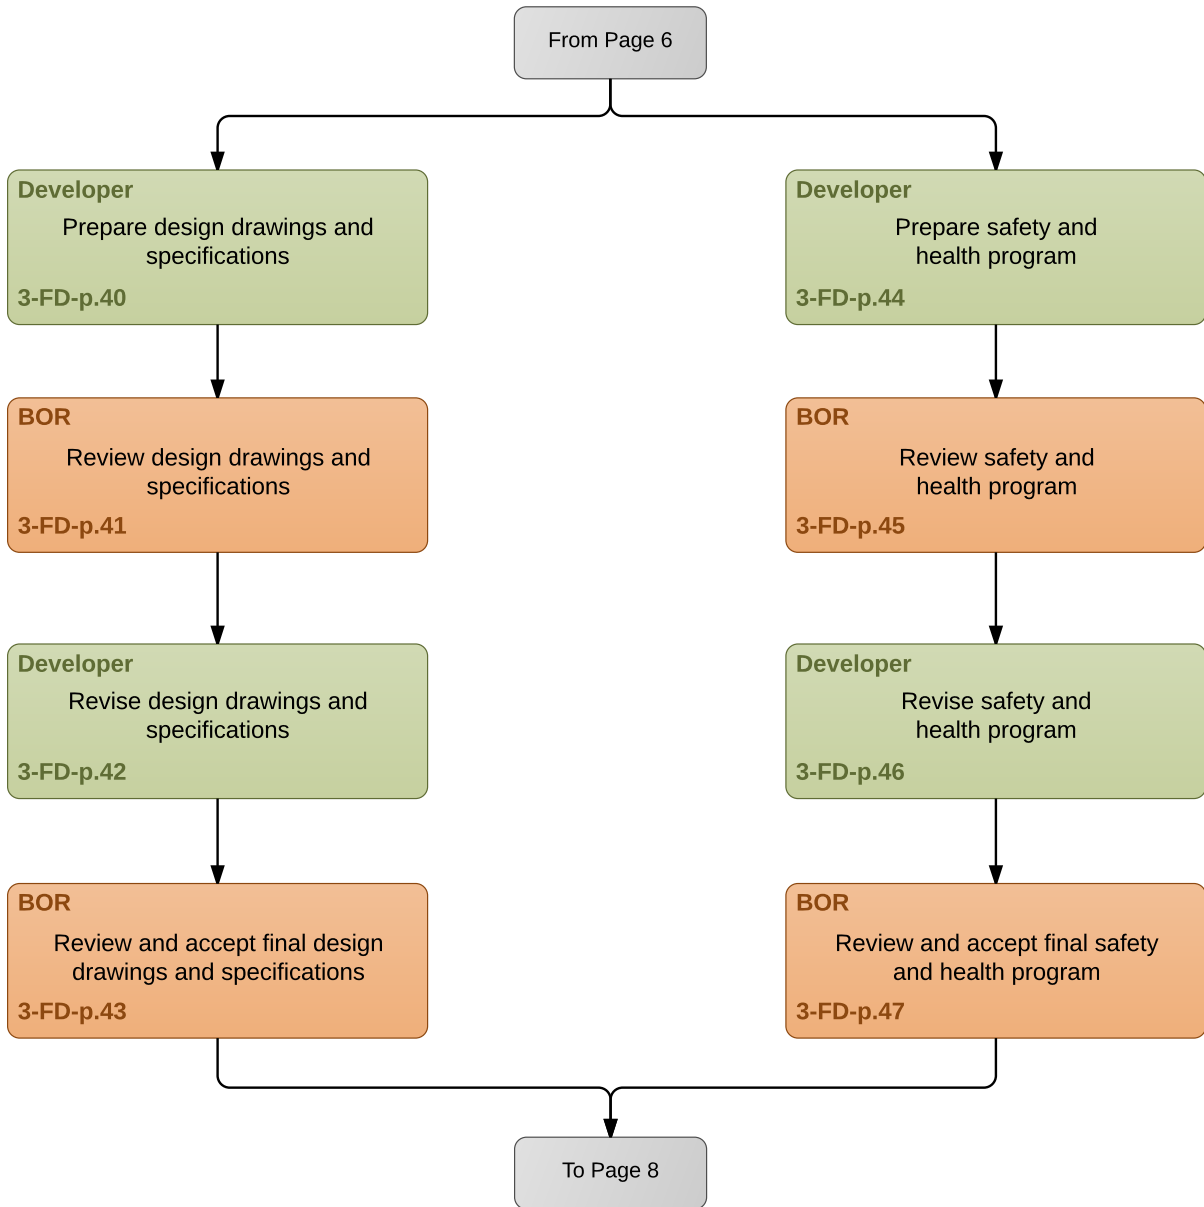 From Page 6
Developer
Prepare design drawings and
specifications
3-FD-p.40
Developer
Prepare safety and
health program
3-FD-p.44
BOR
Review design drawings and
specifications
3-FD-p.41
BOR
Review safety and
health program
3-FD-p.45
Developer
Revise design drawings and
specifications
3-FD-p.42
Developer
Revise safety and
health program
3-FD-p.46
BOR
Review and accept final design
drawings and specifications
3-FD-p.43
BOR
Review and accept final safety
and health program
3-FD-p.47
To Page 8